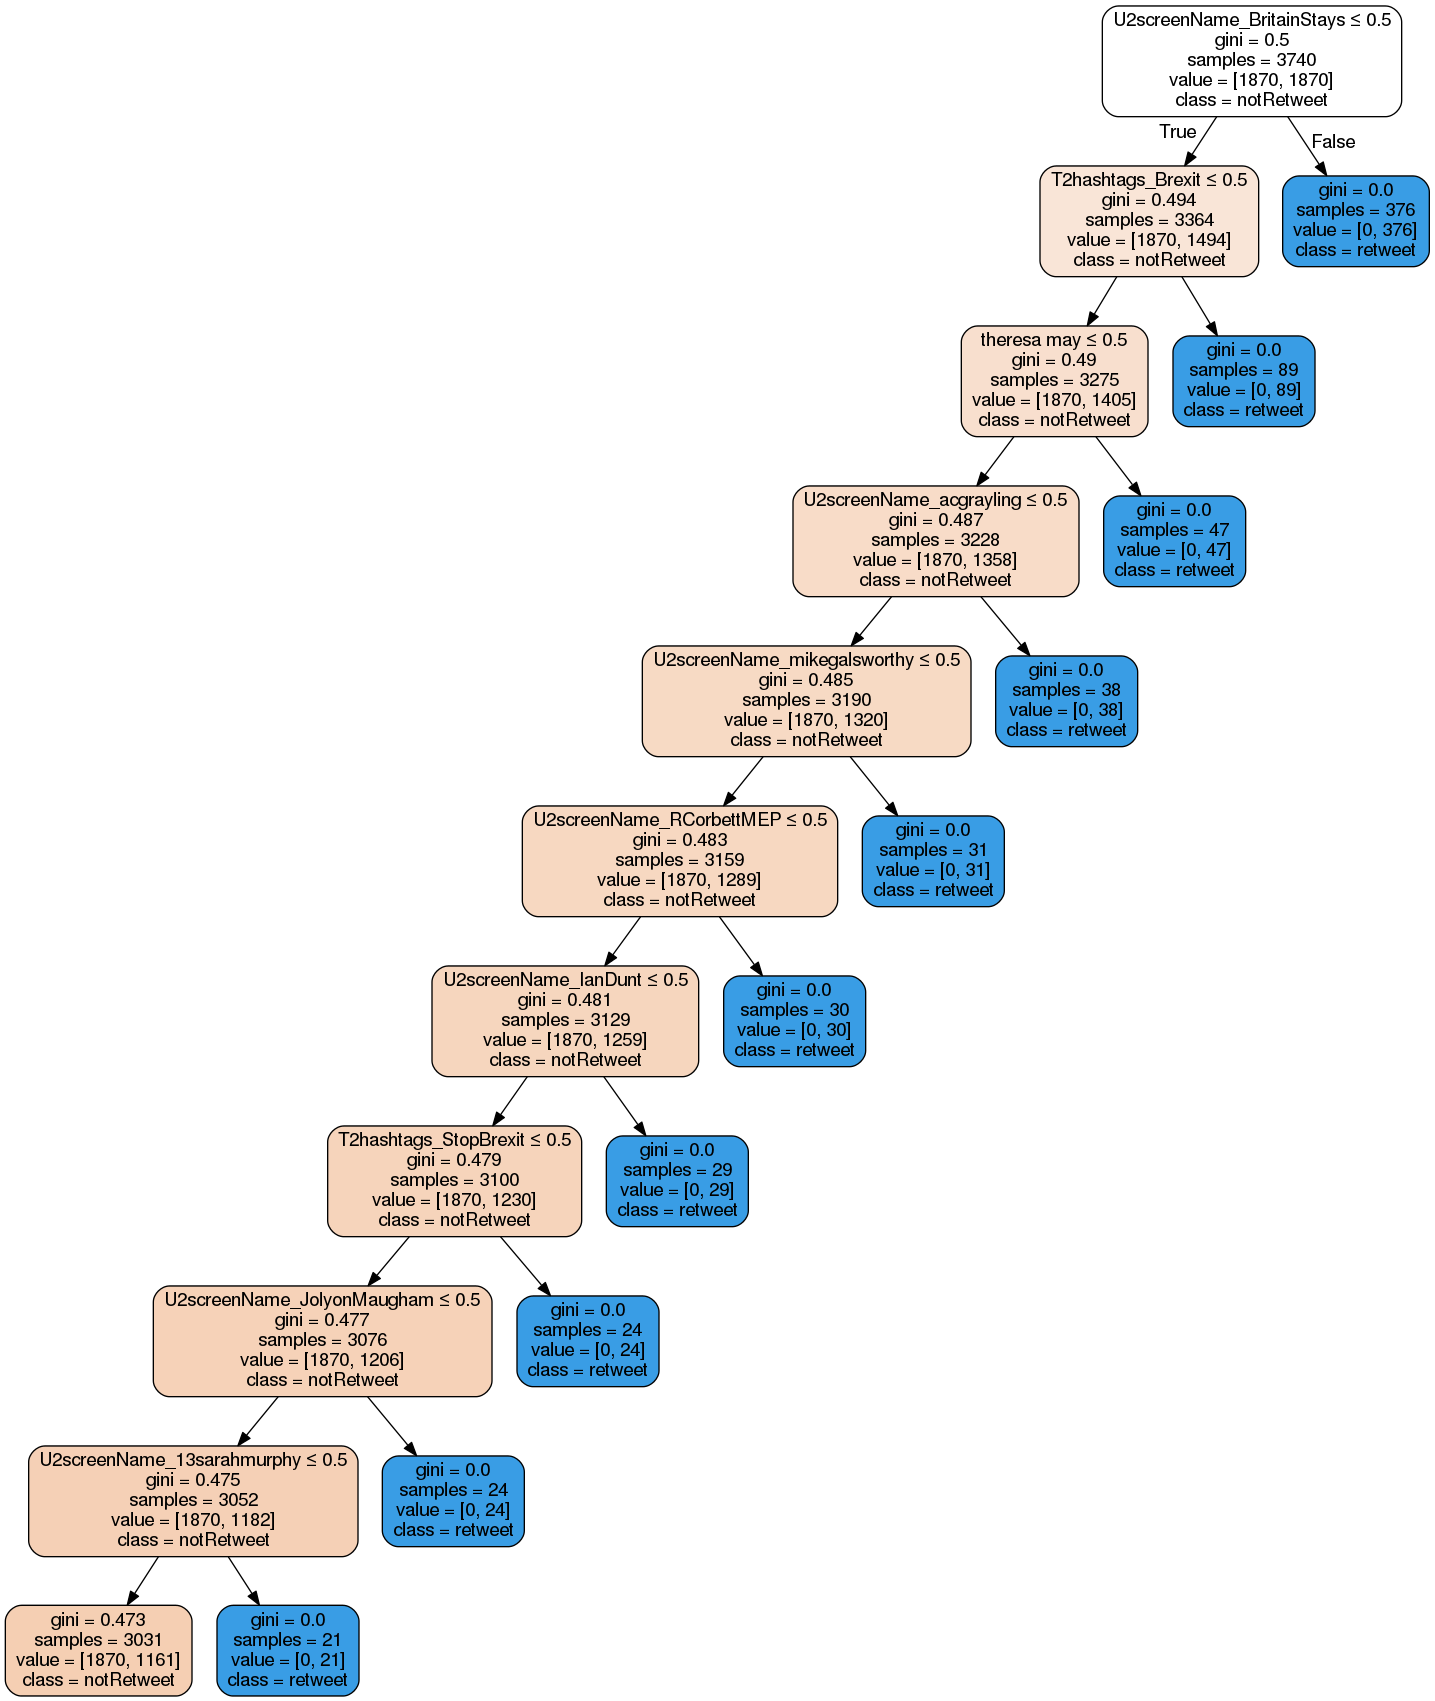 U2screenName_BritainStays ≤ 0.5
gini = 0.5
samples = 3740
value = [1870, 1870]
class = notRetweet
True
False
T2hashtags_Brexit ≤ 0.5
gini = 0.494
samples = 3364
value = [1870, 1494]
class = notRetweet
gini = 0.0
samples = 376
value = [0, 376]
class = retweet
theresa may ≤ 0.5
gini = 0.49
samples = 3275
value = [1870, 1405]
class = notRetweet
gini = 0.0
samples = 89
value = [0, 89]
class = retweet
U2screenName_acgrayling ≤ 0.5
gini = 0.487
samples = 3228
value = [1870, 1358]
class = notRetweet
gini = 0.0
samples = 47
value = [0, 47]
class = retweet
U2screenName_mikegalsworthy ≤ 0.5
gini = 0.485
samples = 3190
value = [1870, 1320]
class = notRetweet
gini = 0.0
samples = 38
value = [0, 38]
class = retweet
U2screenName_RCorbettMEP ≤ 0.5
gini = 0.483
samples = 3159
value = [1870, 1289]
class = notRetweet
gini = 0.0
samples = 31
value = [0, 31]
class = retweet
U2screenName_IanDunt ≤ 0.5
gini = 0.481
samples = 3129
value = [1870, 1259]
class = notRetweet
gini = 0.0
samples = 30
value = [0, 30]
class = retweet
T2hashtags_StopBrexit ≤ 0.5
gini = 0.479
samples = 3100
value = [1870, 1230]
class = notRetweet
gini = 0.0
samples = 29
value = [0, 29]
class = retweet
U2screenName_JolyonMaugham ≤ 0.5
gini = 0.477
samples = 3076
value = [1870, 1206]
class = notRetweet
gini = 0.0
samples = 24
value = [0, 24]
class = retweet
U2screenName_13sarahmurphy ≤ 0.5
gini = 0.475
samples = 3052
value = [1870, 1182]
class = notRetweet
gini = 0.0
samples = 24
value = [0, 24]
class = retweet
gini = 0.473
samples = 3031
value = [1870, 1161]
class = notRetweet
gini = 0.0
samples = 21
value = [0, 21]
class = retweet